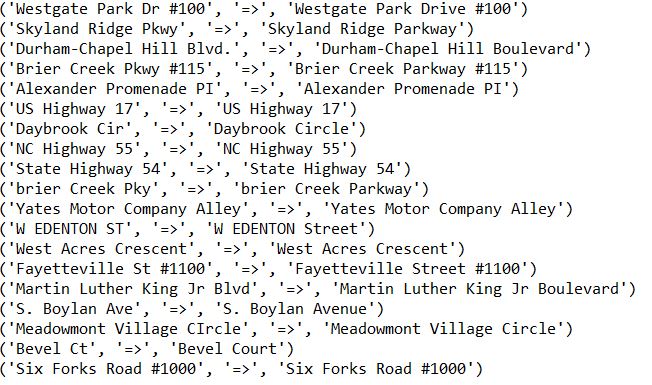 ('Westgate Park Dr #100', '=>', 'Westgate Park Drive #100')
('Skyland Ridge Pkwy', '=>', 'Skyland Ridge Parkway')
('Durham-Chapel Hill Blvd.', '=>', 'Durham-Chapel Hill Boulevard')
('Brier Creek Pkwy #115', '=>', 'Brier Creek Parkway #115')
('Alexander Promenade PI', '=>', 'Alexander Promenade PI')
('US Highway 17', '=>', 'US Highway 17')
('Daybrook Cir', '=>', 'Daybrook Circle')
('NC Highway 55', '=>', 'NC Highway 55')
('State Highway 54', '=>', 'State Highway 54')
('brier Creek Pky', '=>', 'brier Creek Parkway')
('Yates Motor Company Alley', '=>', 'Yates Motor Company Alley')
('W EDENTON ST', '=>', 'W EDENTON Street')
('West Acres Crescent', '=>', 'West Acres Crescent')
('Fayetteville St #1100', '=>', 'Fayetteville Street #1100')
('Martin Luther King Jr Blvd', '=>', 'Martin Luther King Jr Boulevard')
('S. Boylan Ave', '=>', 'S. Boylan Avenue')
('Meadowmont Village CIrcle', '=>', 'Meadowmont Village Circle')
('Bevel Ct', '=>', 'Bevel Court')
('Six Forks Road #1000', '=>', 'Six Forks Road #1000')